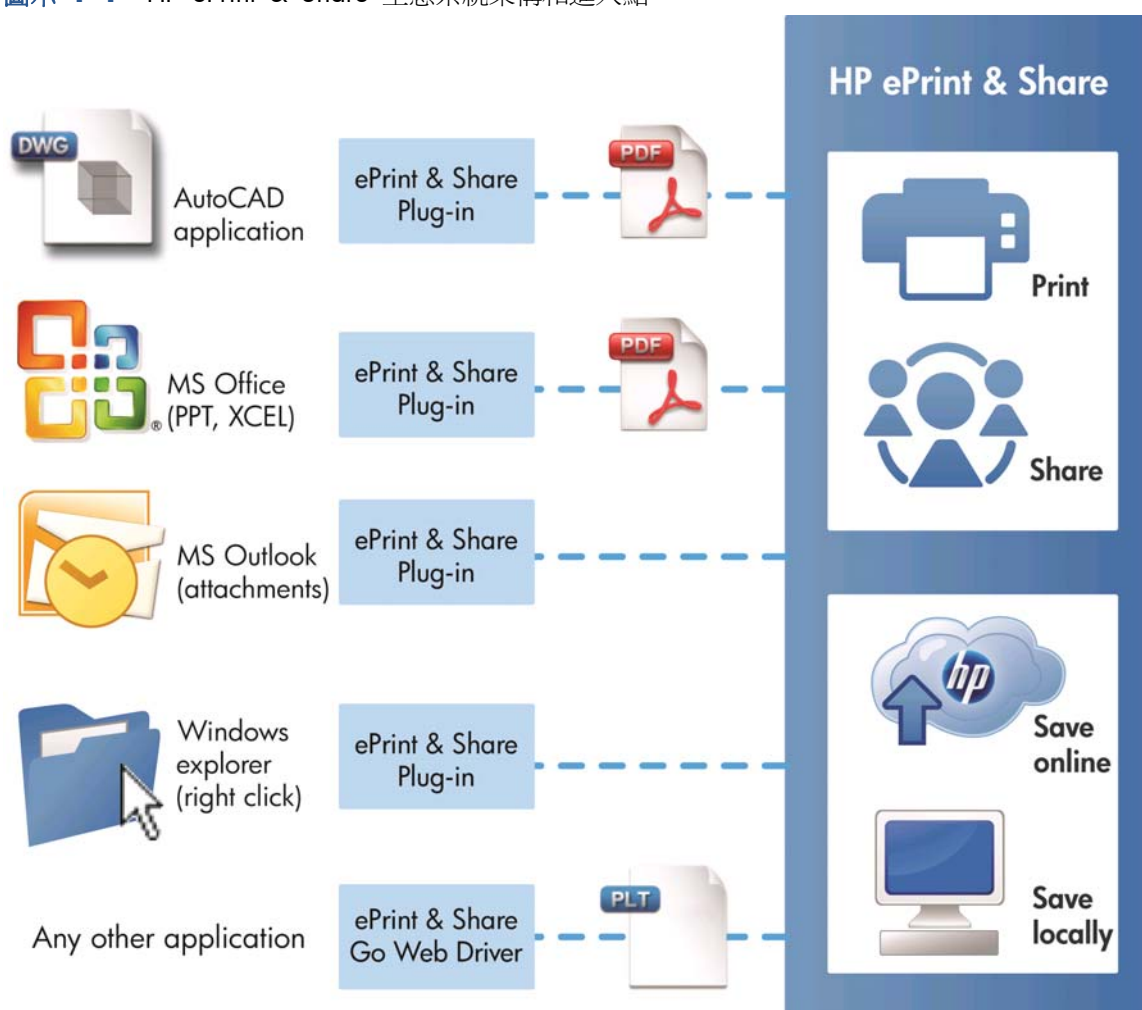 HP ePrint & Share
DWG
AutoCAD
application
ePrint & Share
Plug-in
PDF
Print
MS Office
(PPT, XCEL)
®
ePrint & Share
Plug-in
PDF
Share
MS Outlook
(attachments)
ePrint & Share
Plug-in
hp
Save
online
Windows
explorer
(right click)
ePrint & Share
Plug-in
Save
locally
Any other application
ePrint & Share
Go Web Driver
PLT